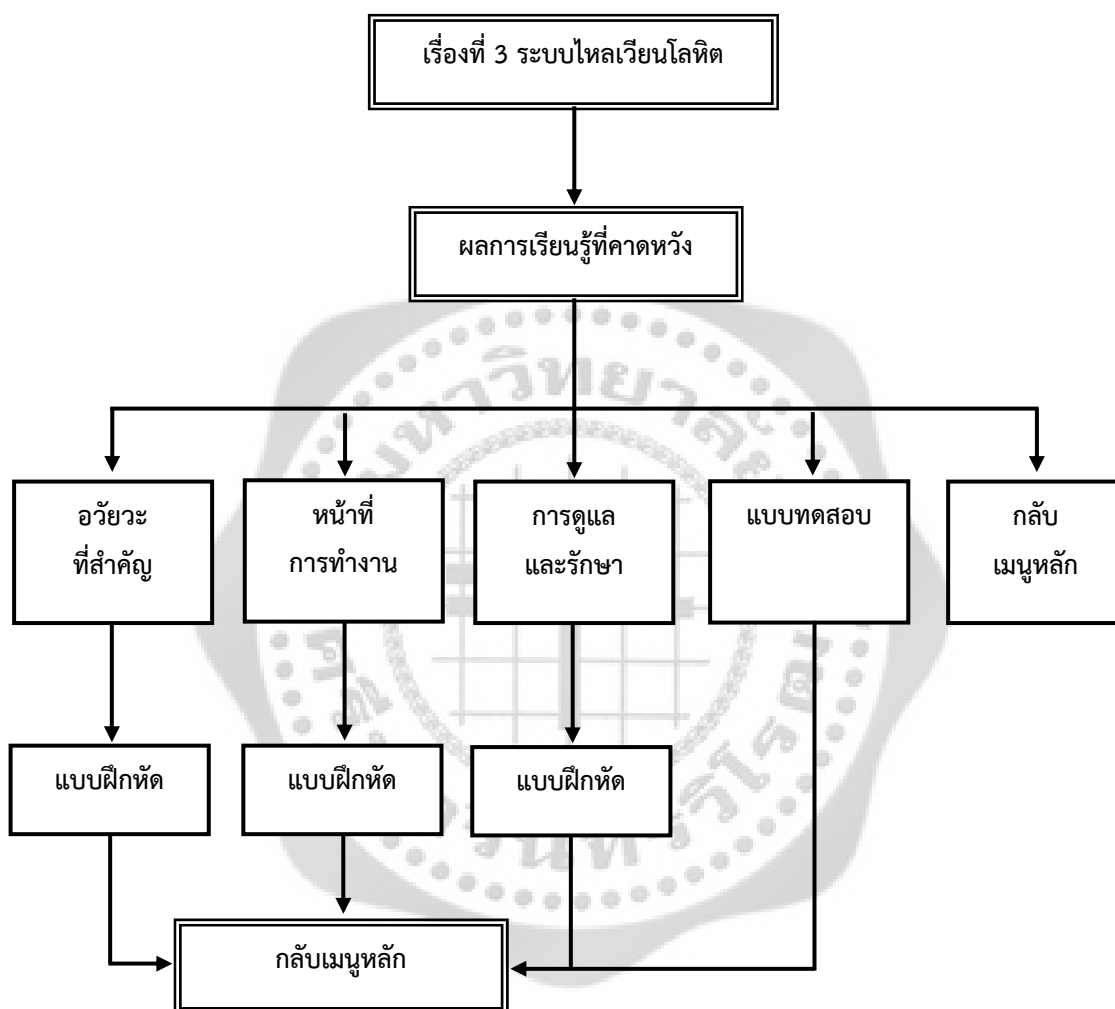 เรื่องที่ 3 ระบบไหลเวียนโลหิต
ผลการเรียนรู้ที่คาดหวัง
อวัยวะ
ที่สำคัญ
หน้าที่
การทำงาน
การดูแล
และรักษา
แบบทดสอบ
กลับ
เมนูหลัก
แบบฝึกหัด
แบบฝึกหัด
แบบฝึกหัด
กลับเมนูหลัก